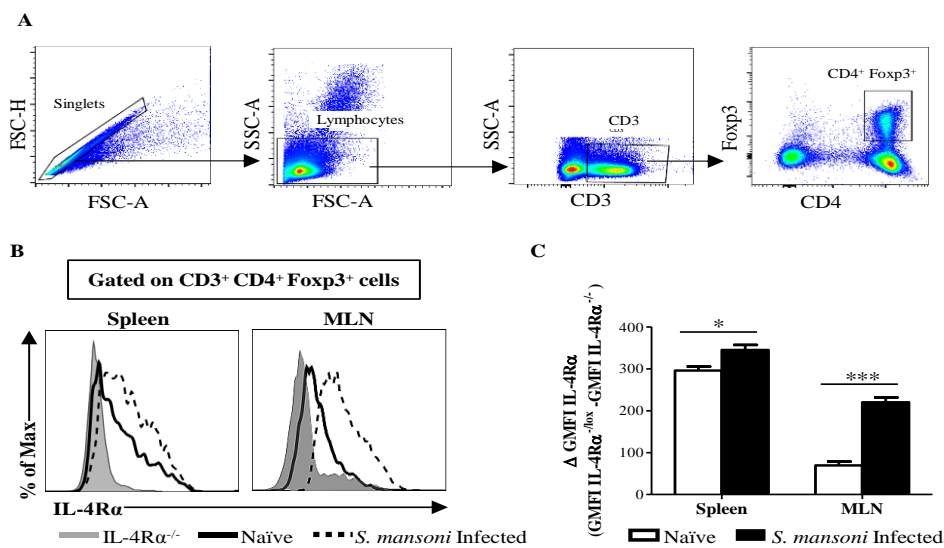 A
Singlets
FSC-H
FSC-A
Lymphocytes
SSC-A
FSC-A
CD3
CD3
SSC-A
CD3
CD4⁺ Foxp3⁺
Foxp3
CD4
B
Gated on CD3⁺ CD4⁺ Foxp3⁺ cells
Spleen
MLN
% of Max
IL-4Rα
IL-4Rα⁻/⁻
Naïve
S. mansoni Infected
C
Δ GMFI IL-4Rα
(GMFI IL-4Rα⁻/lox -GMFI IL-4Rα⁻/⁻)
400
300
200
100
0
*
***
Spleen
MLN
Naïve
S. mansoni Infected